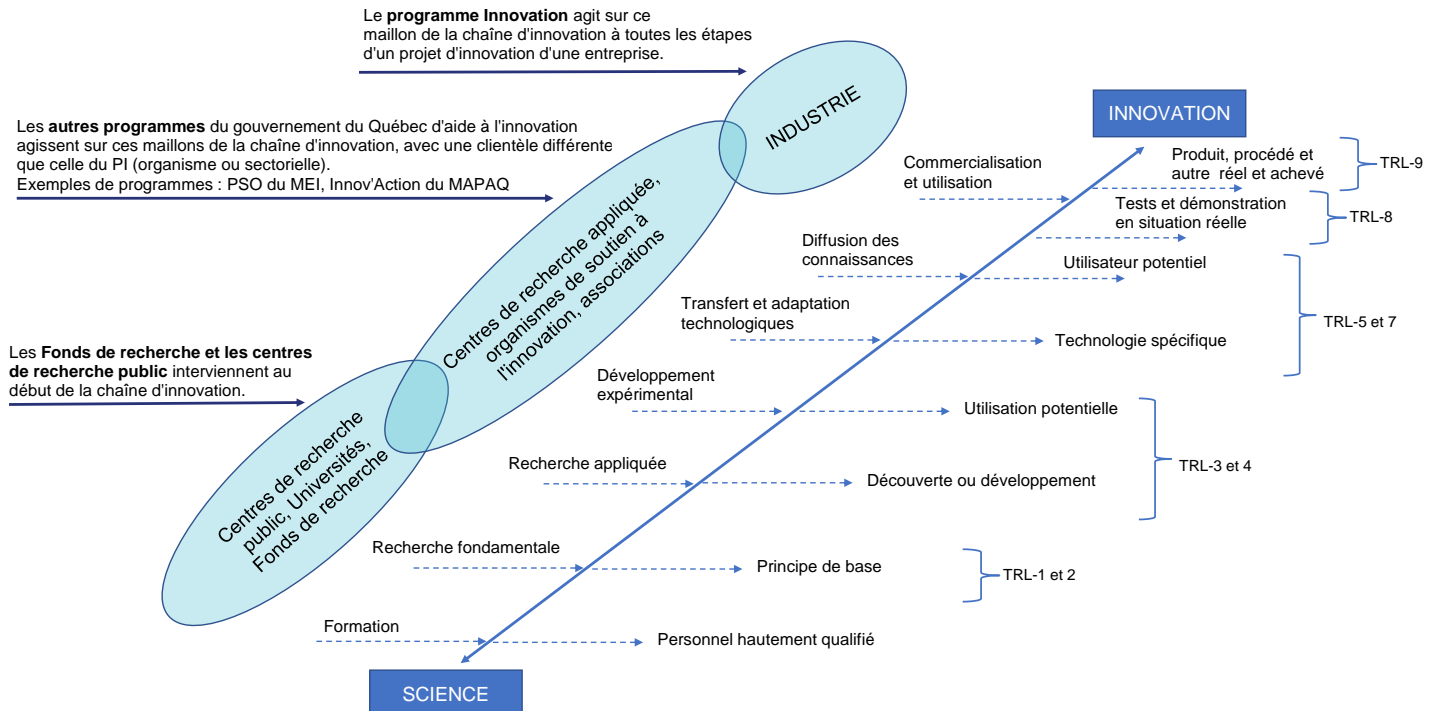 Le programme Innovation agit sur ce
maillon de la chaîne d'innovation à toutes les étapes
d'un projet d'innovation d'une entreprise.
INDUSTRIE
Les autres programmes du gouvernement du Québec d'aide à l'innovation
agissent sur ces maillons de la chaîne d'innovation, avec une clientèle différente
que celle du PI (organisme ou sectorielle).
Exemples de programmes : PSO du MEI, Innov'Action du MAPAQ
Centres de recherche appliquée,
organismes de soutien à
l'innovation, associations
Les Fonds de recherche et les centres
de recherche public interviennent au
début de la chaîne d'innovation.
Centres de recherche
public, Universités,
Fonds de recherche
INNOVATION
Commercialisation
et utilisation
Produit, procédé et
autre réel et achevé
TRL-9
Tests et démonstration
en situation réelle
TRL-8
Diffusion des
connaissances
Utilisateur potentiel
Transfert et adaptation
technologiques
Technologie spécifique
TRL-5 et 7
Développement
expérimental
Utilisation potentielle
Recherche appliquée
Découverte ou développement
TRL-3 et 4
Recherche fondamentale
Principe de base
TRL-1 et 2
Formation
Personnel hautement qualifié
SCIENCE